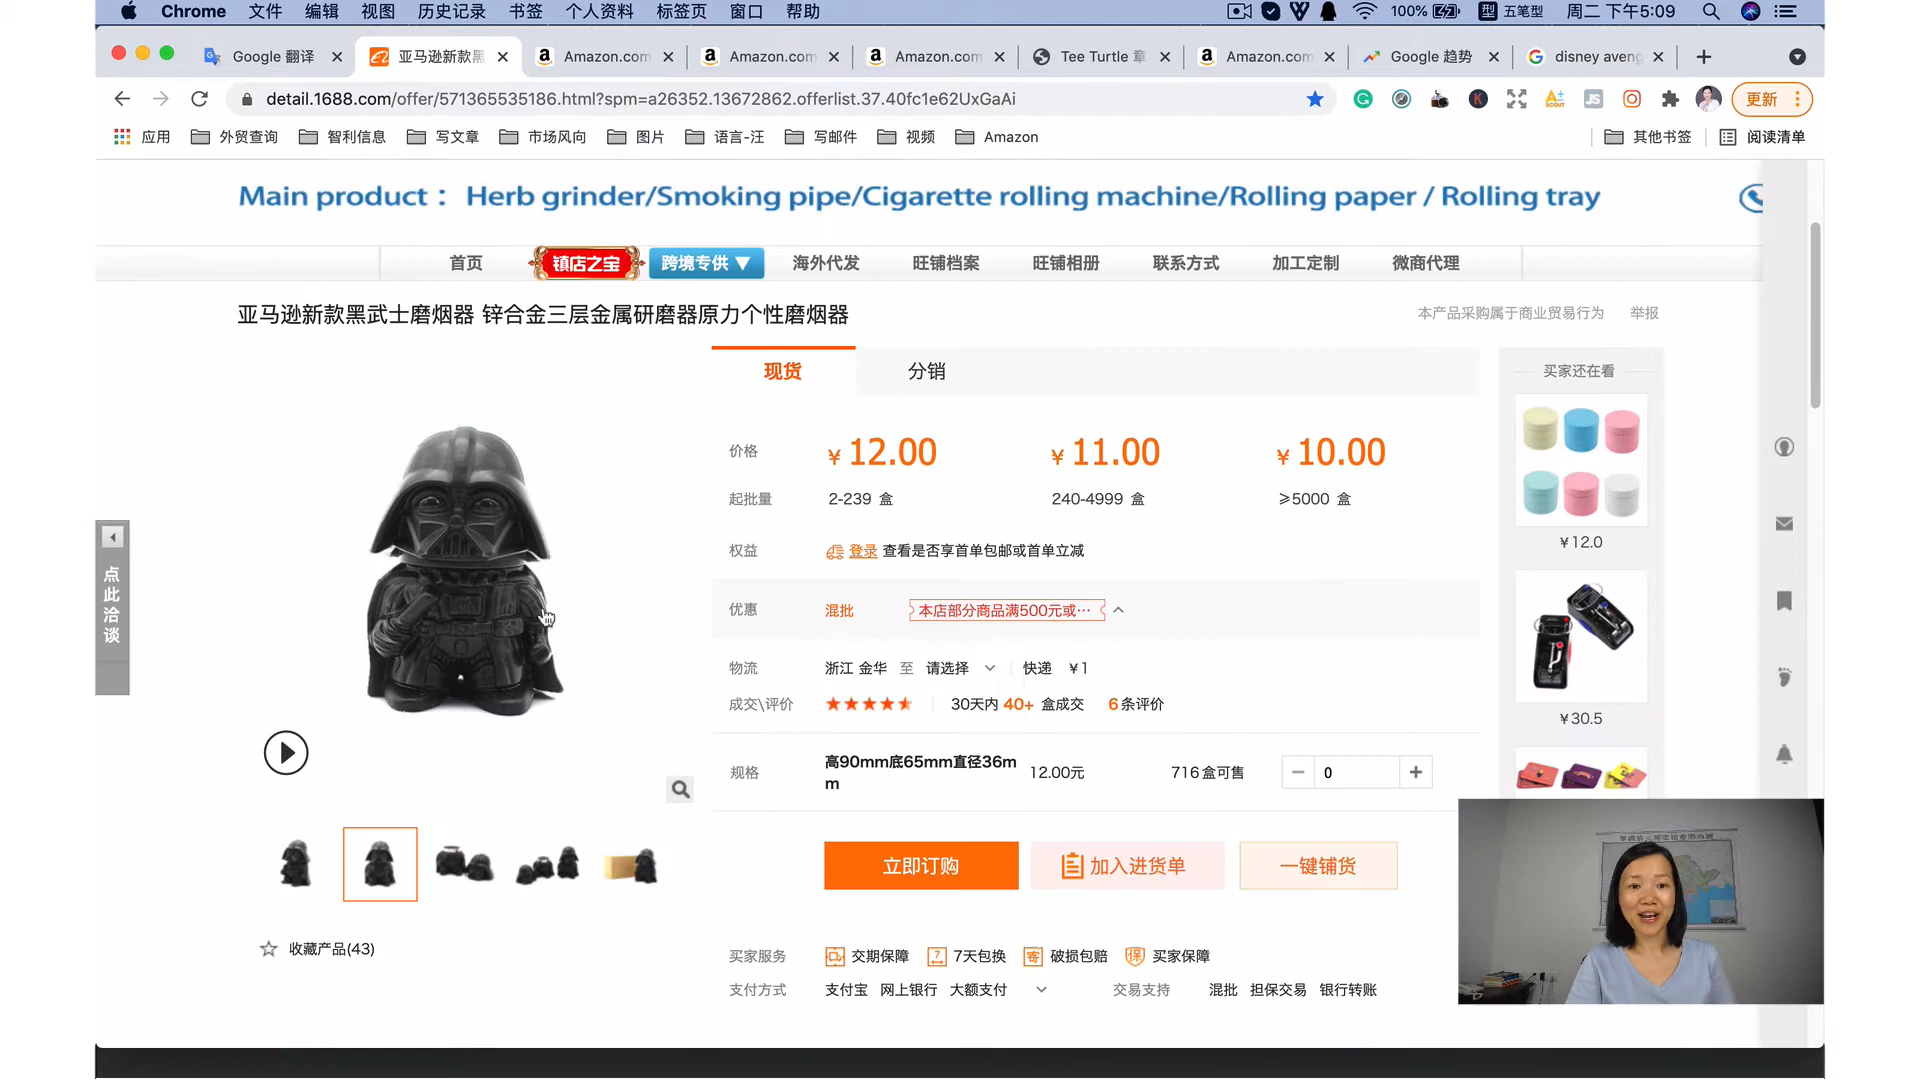 Chrome 文件 编辑 视图 历史记录 书签 个人资料 标签页 窗口 帮助 100% 型 五笔型 周二 下午5:09
Google 翻译 亚马逊新款黑 Amazon.com Amazon.com Amazon.com Tee Turtle 章 Amazon.com Google 趋势 disney aveng
detail.1688.com/offer/571365535186.html?spm=a26352.13672862.offerlist.37.40fc1e62UxGaAi 更新
应用 外贸查询 智利信息 写文章 市场风向 图片 语言-汪 写邮件 视频 Amazon 其他书签 阅读清单
Main product： Herb grinder/Smoking pipe/Cigarette rolling machine/Rolling paper / Rolling tray
首页 镇店之宝 跨境专供 ▼ 海外代发 旺铺档案 旺铺相册 联系方式 加工定制 微商代理
亚马逊新款黑武士磨烟器 锌合金三层金属研磨器原力个性磨烟器 本产品采购属于商业贸易行为 举报
现货 分销 买家还在看
价格 ¥ 12.00 ¥ 11.00 ¥ 10.00
起批量 2-239 盒 240-4999 盒 ≥5000 盒
¥12.0
权益 登录 查看是否享首单包邮或首单立减
优惠 混批 本店部分商品满500元或…
点此洽谈
物流 浙江 金华 至 请选择 快递 ¥1
成交\评价 30天内 40+ 盒成交 6条评价
¥30.5
规格 高90mm底65mm直径36m
m 12.00元 716盒可售 0
立即订购 加入进货单 一键铺货
收藏产品(43)
买家服务 交期保障 7天包换 破损包赔 买家保障
支付方式 支付宝 网上银行 大额支付 交易支持 混批 担保交易 银行转账